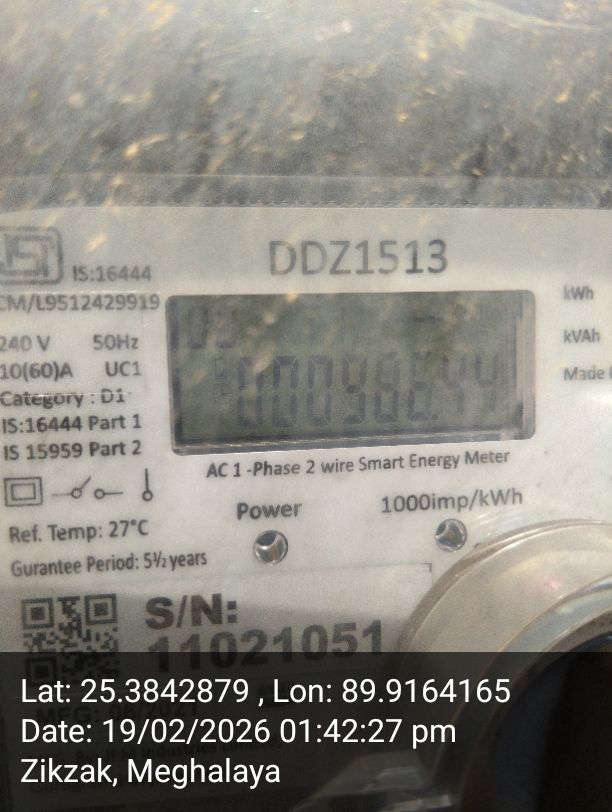 DDZ1513
IS:16444
CM/L9512429919
kWh
240 V 50Hz
kVAh
10(60)A UC1
Category : D1
IS:16444 Part 1
IS 15959 Part 2
AC 1 -Phase 2 wire Smart Energy Meter
Power 1000imp/kWh
Ref. Temp: 27°C
Gurantee Period: 5½ years
S/N:
11021051
Lat: 25.3842879 , Lon: 89.9164165
Date: 19/02/2026 01:42:27 pm
Zikzak, Meghalaya